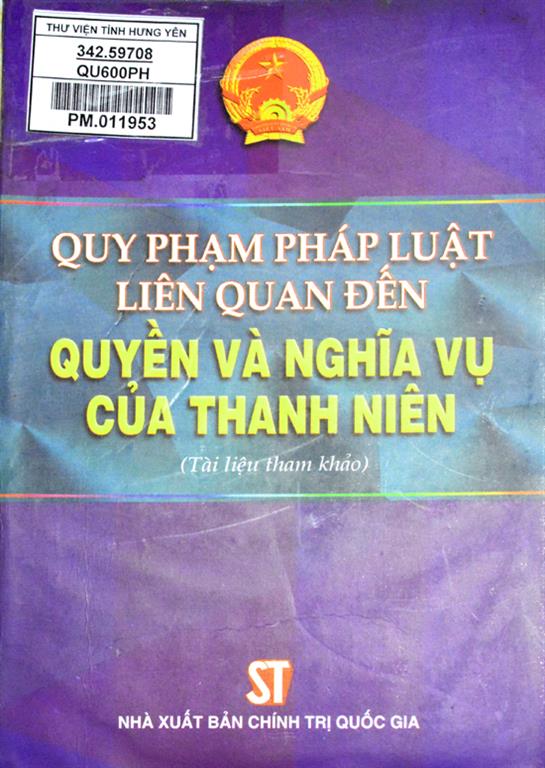 THƯ VIỆN TỈNH HƯNG YÊN
342.59708
QU600PH
PM.011953
QUY PHẠM PHÁP LUẬT
LIÊN QUAN ĐẾN
QUYỀN VÀ NGHĨA VỤ
CỦA THANH NIÊN
(Tài liệu tham khảo)
ST
NHÀ XUẤT BẢN CHÍNH TRỊ QUỐC GIA